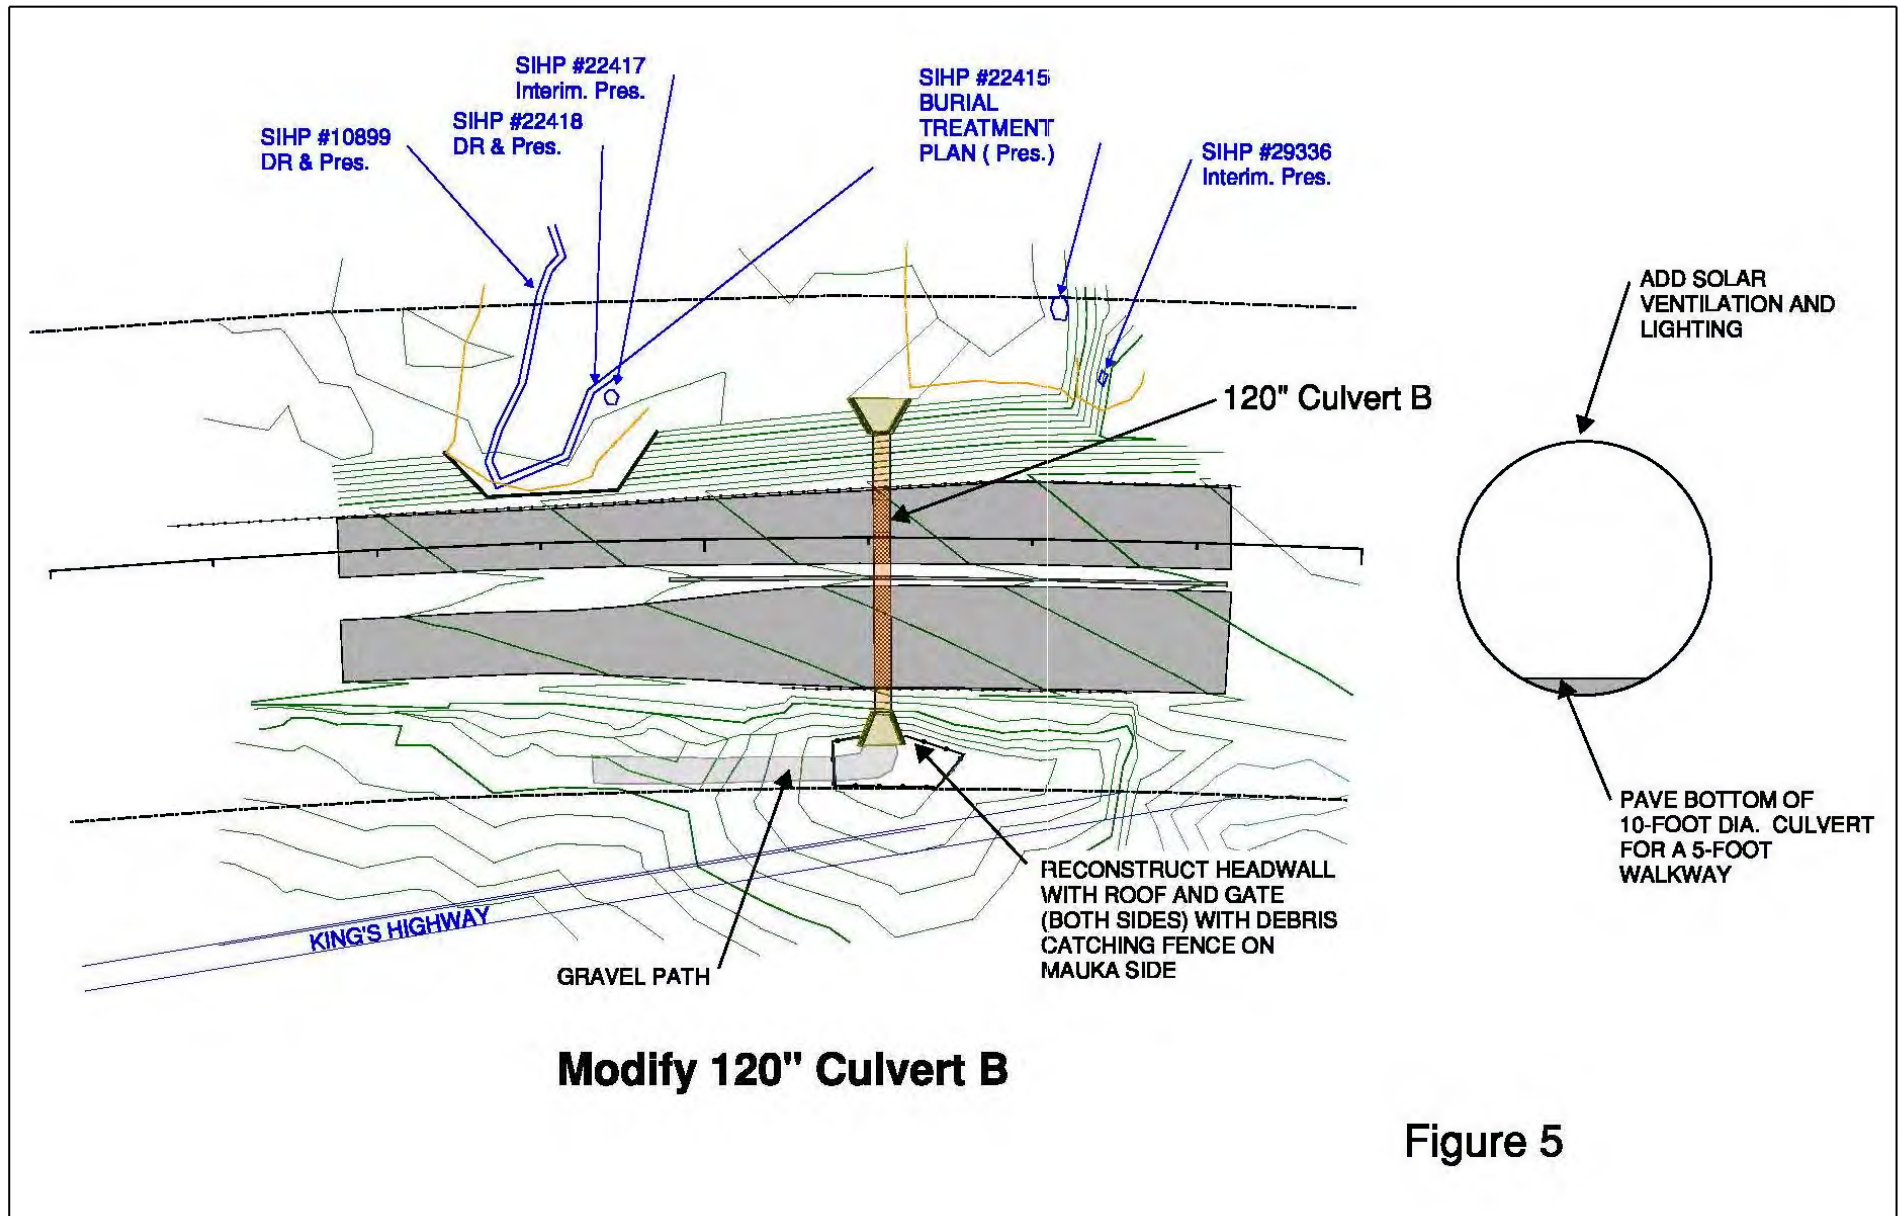 SIHP #22417
Interim. Pres.
SIHP #22418
DR & Pres.
SIHP #10899
DR & Pres.
SIHP #22415
BURIAL
TREATMENT
PLAN ( Pres.)
SIHP #29336
Interim. Pres.
ADD SOLAR
VENTILATION AND
LIGHTING
120" Culvert B
PAVE BOTTOM OF
10-FOOT DIA. CULVERT
FOR A 5-FOOT
WALKWAY
RECONSTRUCT HEADWALL
WITH ROOF AND GATE
(BOTH SIDES) WITH DEBRIS
CATCHING FENCE ON
MAUKA SIDE
KING'S HIGHWAY
GRAVEL PATH
Modify 120" Culvert B
Figure 5